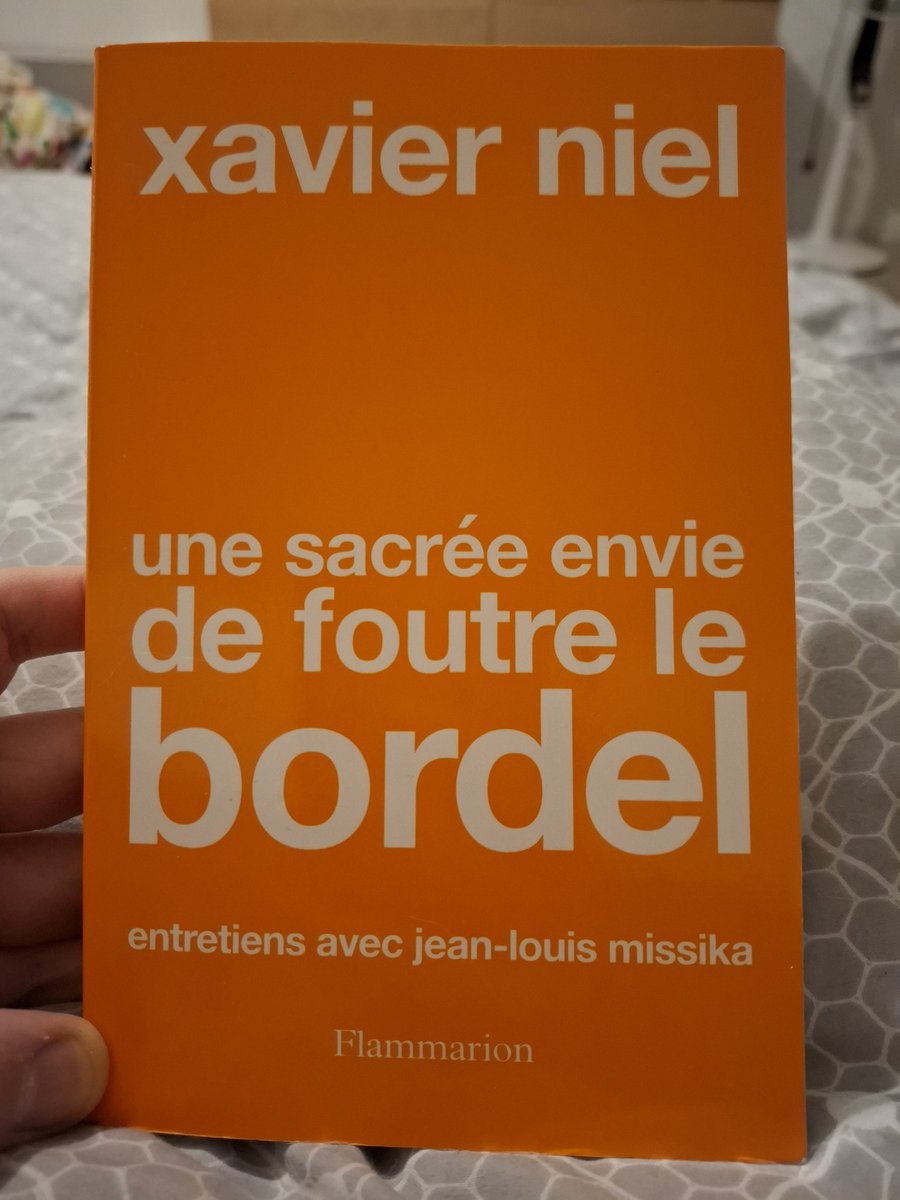 xavier niel
une sacrée envie
de foutre le
bordel
entretiens avec jean-louis missika
Flammarion